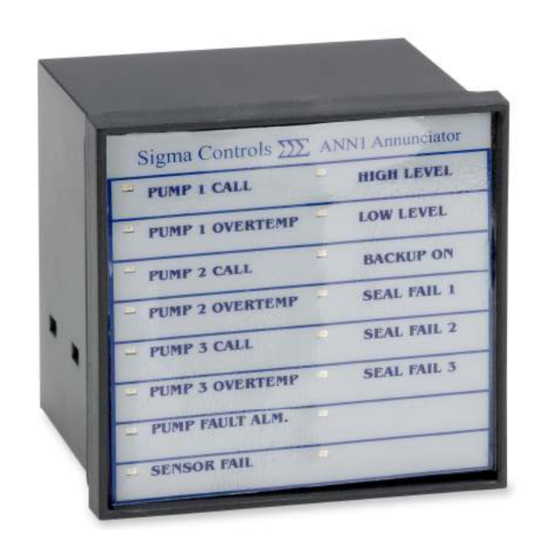 Sigma Controls ΣΣΣ ANN1 Annunciator
PUMP 1 CALL
HIGH LEVEL
PUMP 1 OVERTEMP
LOW LEVEL
PUMP 2 CALL
BACKUP ON
PUMP 2 OVERTEMP
SEAL FAIL 1
PUMP 3 CALL
SEAL FAIL 2
PUMP 3 OVERTEMP
SEAL FAIL 3
PUMP FAULT ALM.
SENSOR FAIL